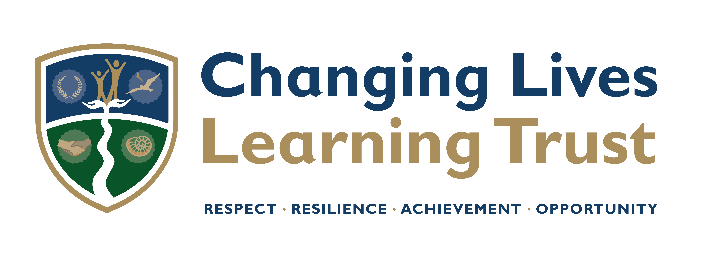 Changing Lives
Learning Trust
RESPECT · RESILIENCE · ACHIEVEMENT · OPPORTUNITY